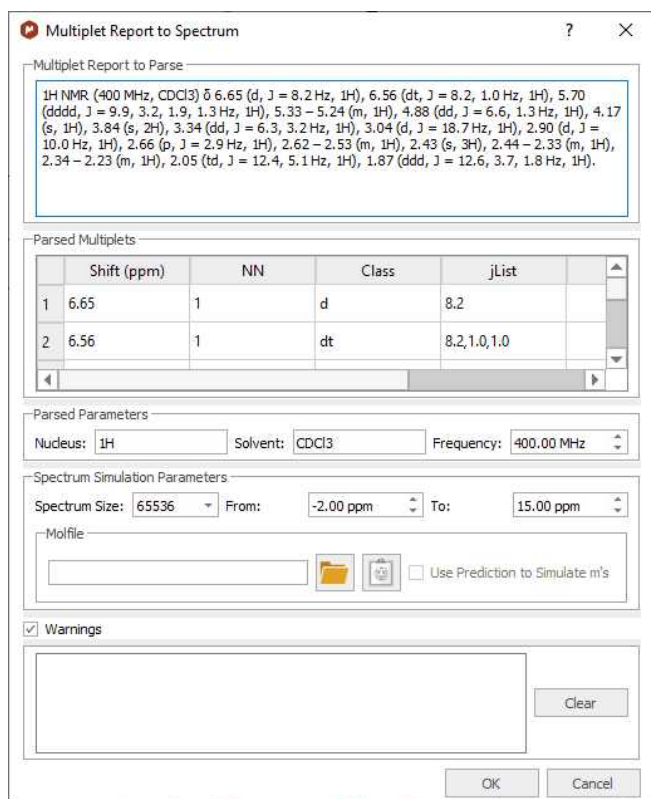 Multiplet Report to Spectrum ? ×
Multiplet Report to Parse
1H NMR (400 MHz, CDCl3) δ 6.65 (d, J = 8.2 Hz, 1H), 6.56 (dt, J = 8.2, 1.0 Hz, 1H), 5.70
(dddd, J = 9.9, 3.2, 1.9, 1.3 Hz, 1H), 5.33 – 5.24 (m, 1H), 4.88 (dd, J = 6.6, 1.3 Hz, 1H), 4.17
(s, 1H), 3.84 (s, 2H), 3.34 (dd, J = 6.3, 3.2 Hz, 1H), 3.04 (d, J = 18.7 Hz, 1H), 2.90 (d, J =
10.0 Hz, 1H), 2.66 (p, J = 2.9 Hz, 1H), 2.62 – 2.53 (m, 1H), 2.43 (s, 3H), 2.44 – 2.33 (m, 1H),
2.34 – 2.23 (m, 1H), 2.05 (td, J = 12.4, 5.1 Hz, 1H), 1.87 (ddd, J = 12.6, 3.7, 1.8 Hz, 1H).
Parsed Multiplets
Shift (ppm) NN Class jList
1 6.65 1 d 8.2
2 6.56 1 dt 8.2,1.0,1.0
Parsed Parameters
Nucleus: 1H Solvent: CDCl3 Frequency: 400.00 MHz
Spectrum Simulation Parameters
Spectrum Size: 65536 From: -2.00 ppm To: 15.00 ppm
Molfile
Use Prediction to Simulate m's
Warnings
Clear
OK Cancel